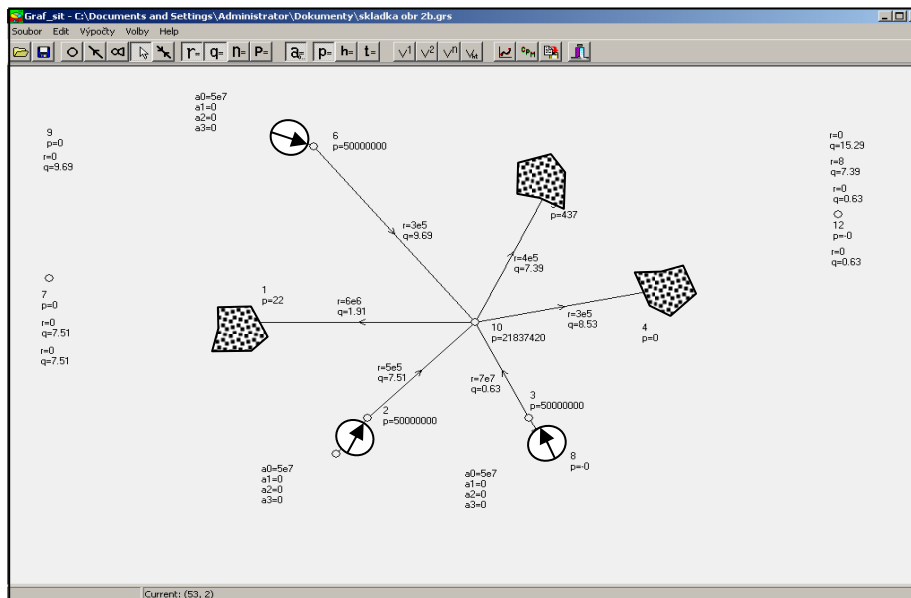 Graf_sit - C:\Documents and Settings\Administrator\Dokumenty\skladka obr 2b.grs
Soubor Edit Výpočty Volby Help
r= q= n= P= a= p= h= t= V1 V2 Vn Vkt CPM
a0=5e7
a1=0
a2=0
a3=0
9
p=0
r=0
q=9.69
6
p=50000000
r=0
q=15.29
r=8
q=7.39
r=0
q=0.63
12
p=-0
r=0
q=0.63
p=437
r=3e5
q=9.69
r=4e5
q=7.39
7
p=0
r=0
q=7.51
r=0
q=7.51
1
p=22
r=6e6
q=1.91
10
p=21837420
r=3e5
q=8.53
4
p=0
r=5e5
q=7.51
r=7e7
q=0.63
2
p=50000000
3
p=50000000
8
p=-0
a0=5e7
a1=0
a2=0
a3=0
a0=5e7
a1=0
a2=0
a3=0
Current: (53, 2)